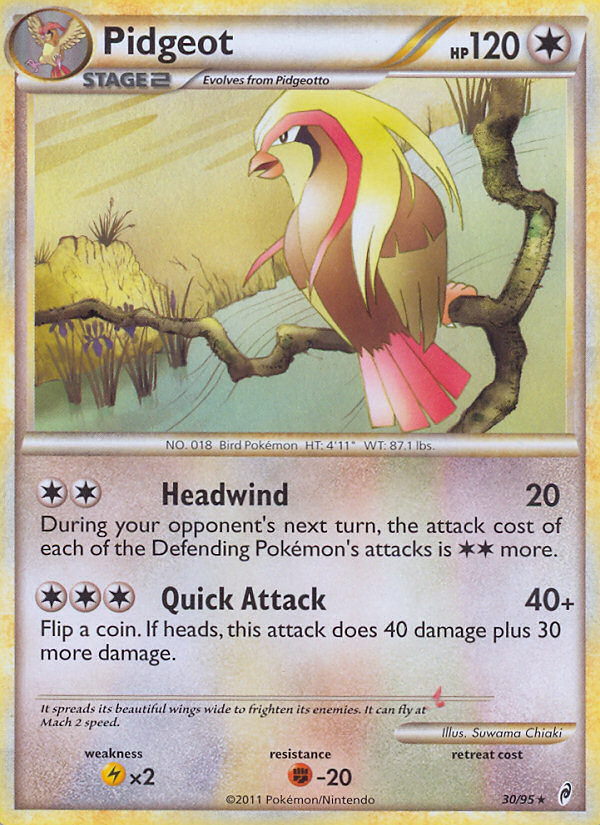 Pidgeot
HP 120
STAGE 2
Evolves from Pidgeotto
NO. 018 Bird Pokémon HT: 4'11" WT: 87.1 lbs.
Headwind 20
During your opponent's next turn, the attack cost of
each of the Defending Pokémon's attacks is ✶✶ more.
Quick Attack 40+
Flip a coin. If heads, this attack does 40 damage plus 30
more damage.
It spreads its beautiful wings wide to frighten its enemies. It can fly at
Mach 2 speed.
Illus. Suwama Chiaki
weakness resistance retreat cost
×2 -20
©2011 Pokémon/Nintendo 30/95 ★